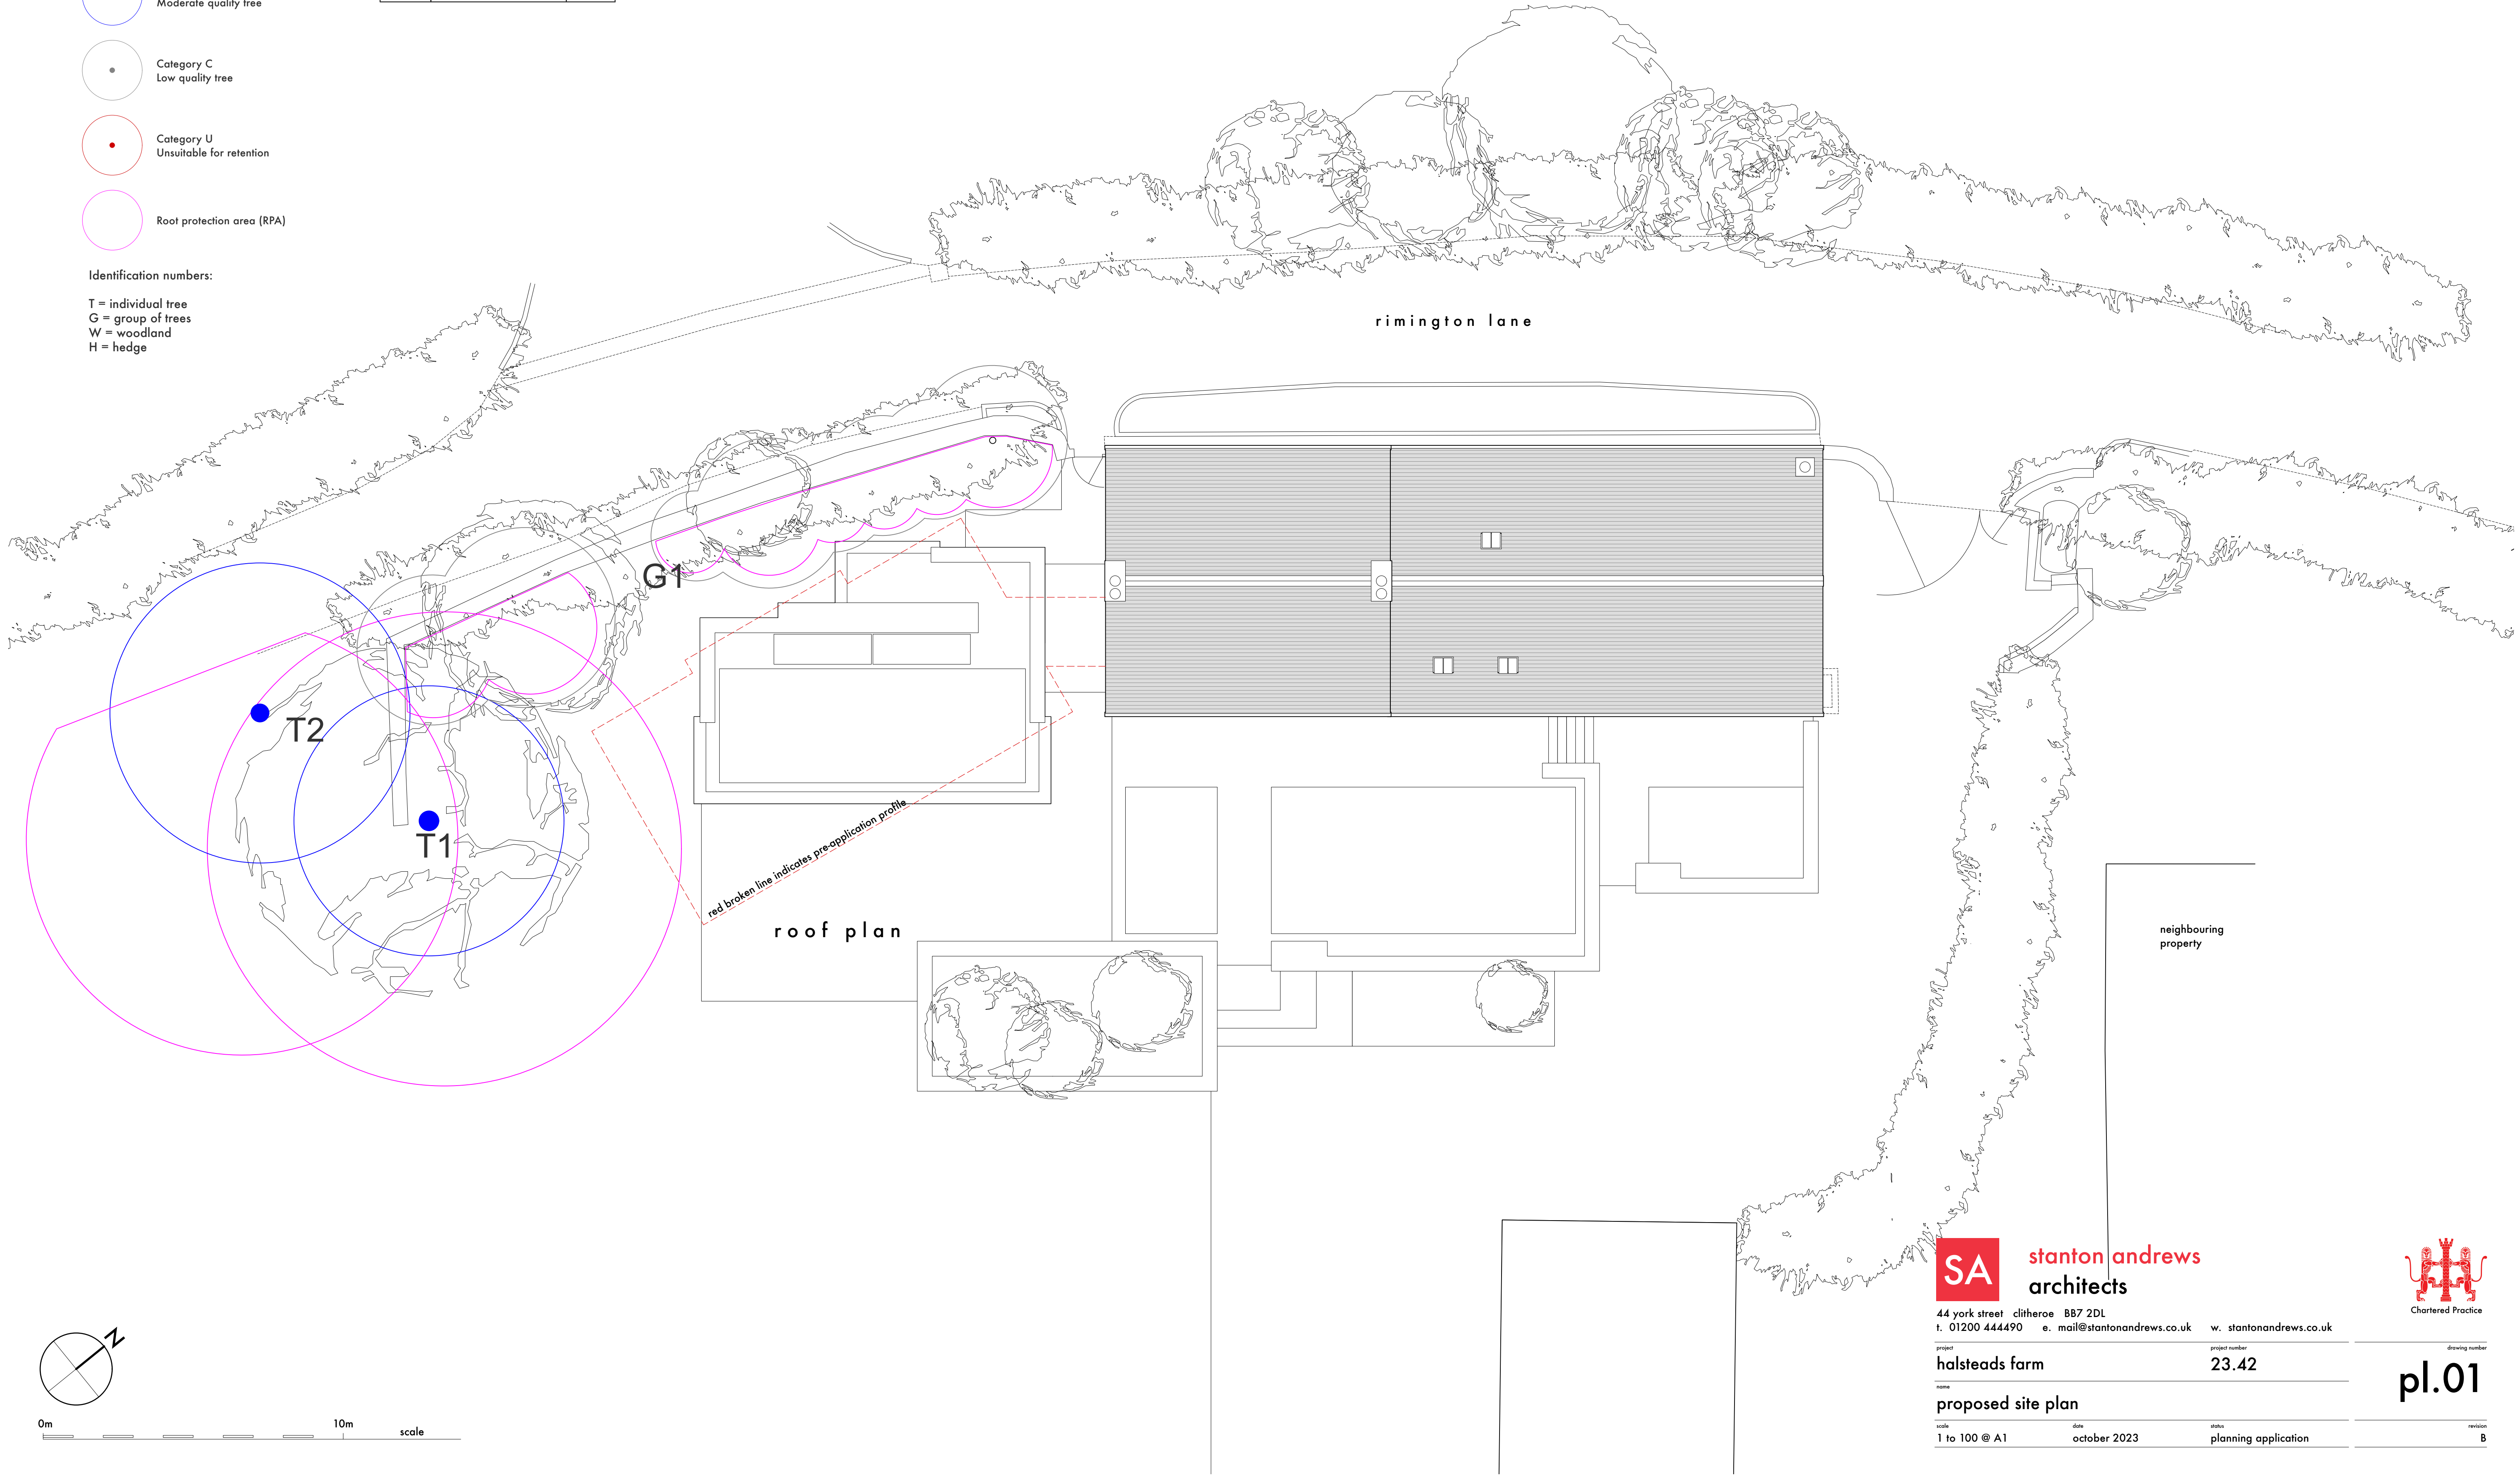 Moderate quality tree
Category C
Low quality tree
Category U
Unsuitable for retention
Root protection area (RPA)
Identification numbers:
T = individual tree
G = group of trees
W = woodland
H = hedge
rimington lane
G1
T2
T1
red broken line indicates pre-application profile
roof plan
neighbouring
property
N
0m
10m
scale
SA
stanton andrews
architects
Chartered Practice
44 york street clitheroe BB7 2DL
t. 01200 444490 e. mail@stantonandrews.co.uk w. stantonandrews.co.uk
project
halsteads farm
project number
23.42
drawing number
pl.01
name
proposed site plan
scale
1 to 100 @ A1
date
october 2023
status
planning application
revision
B